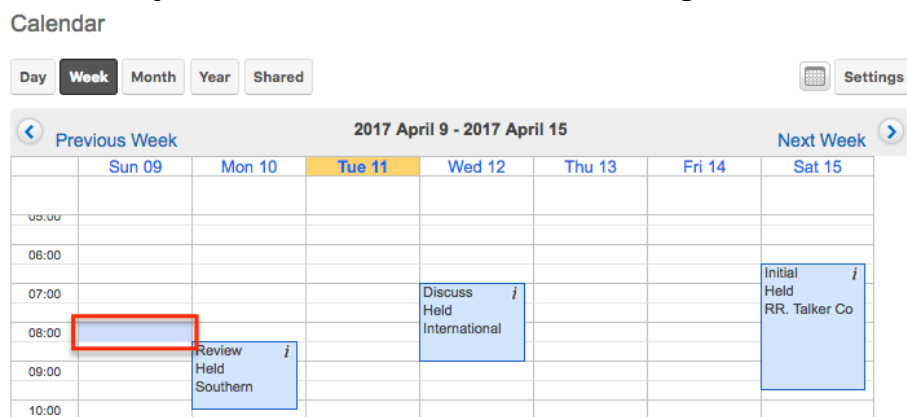 Calendar
Day Week Month Year Shared Settings
Previous Week 2017 April 9 - 2017 April 15 Next Week
Sun 09 Mon 10 Tue 11 Wed 12 Thu 13 Fri 14 Sat 15
05:00
06:00
Initial i
07:00 Discuss i Held
Held RR. Talker Co
08:00 International
Review i
09:00 Held
Southern
10:00